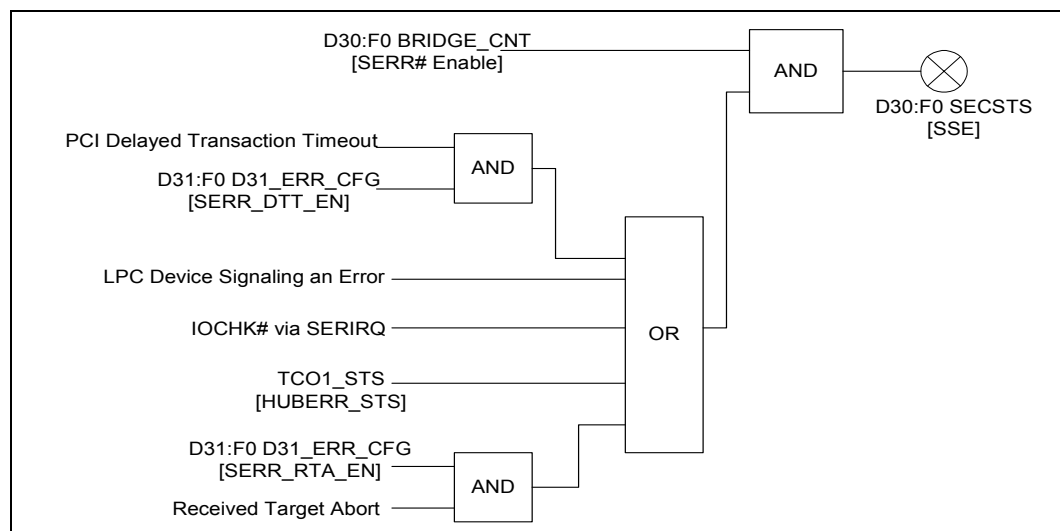 D30:F0 BRIDGE_CNT
[SERR# Enable]
AND
D30:F0 SECSTS
[SSE]
PCI Delayed Transaction Timeout
AND
D31:F0 D31_ERR_CFG
[SERR_DTT_EN]
LPC Device Signaling an Error
IOCHK# via SERIRQ
OR
TCO1_STS
[HUBERR_STS]
D31:F0 D31_ERR_CFG
[SERR_RTA_EN]
AND
Received Target Abort